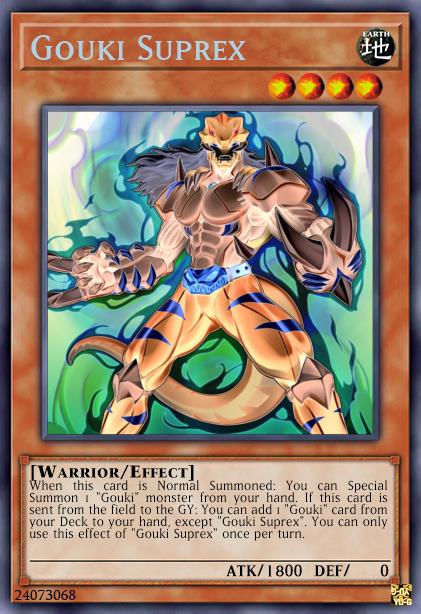 Gouki Suprex
EARTH
地
[Warrior/Effect]
When this card is Normal Summoned: You can Special
Summon 1 "Gouki" monster from your hand. If this card is
sent from the field to the GY: You can add 1 "Gouki" card from
your Deck to your hand, except "Gouki Suprex". You can only
use this effect of "Gouki Suprex" once per turn.
ATK/1800 DEF/ 0
24073068